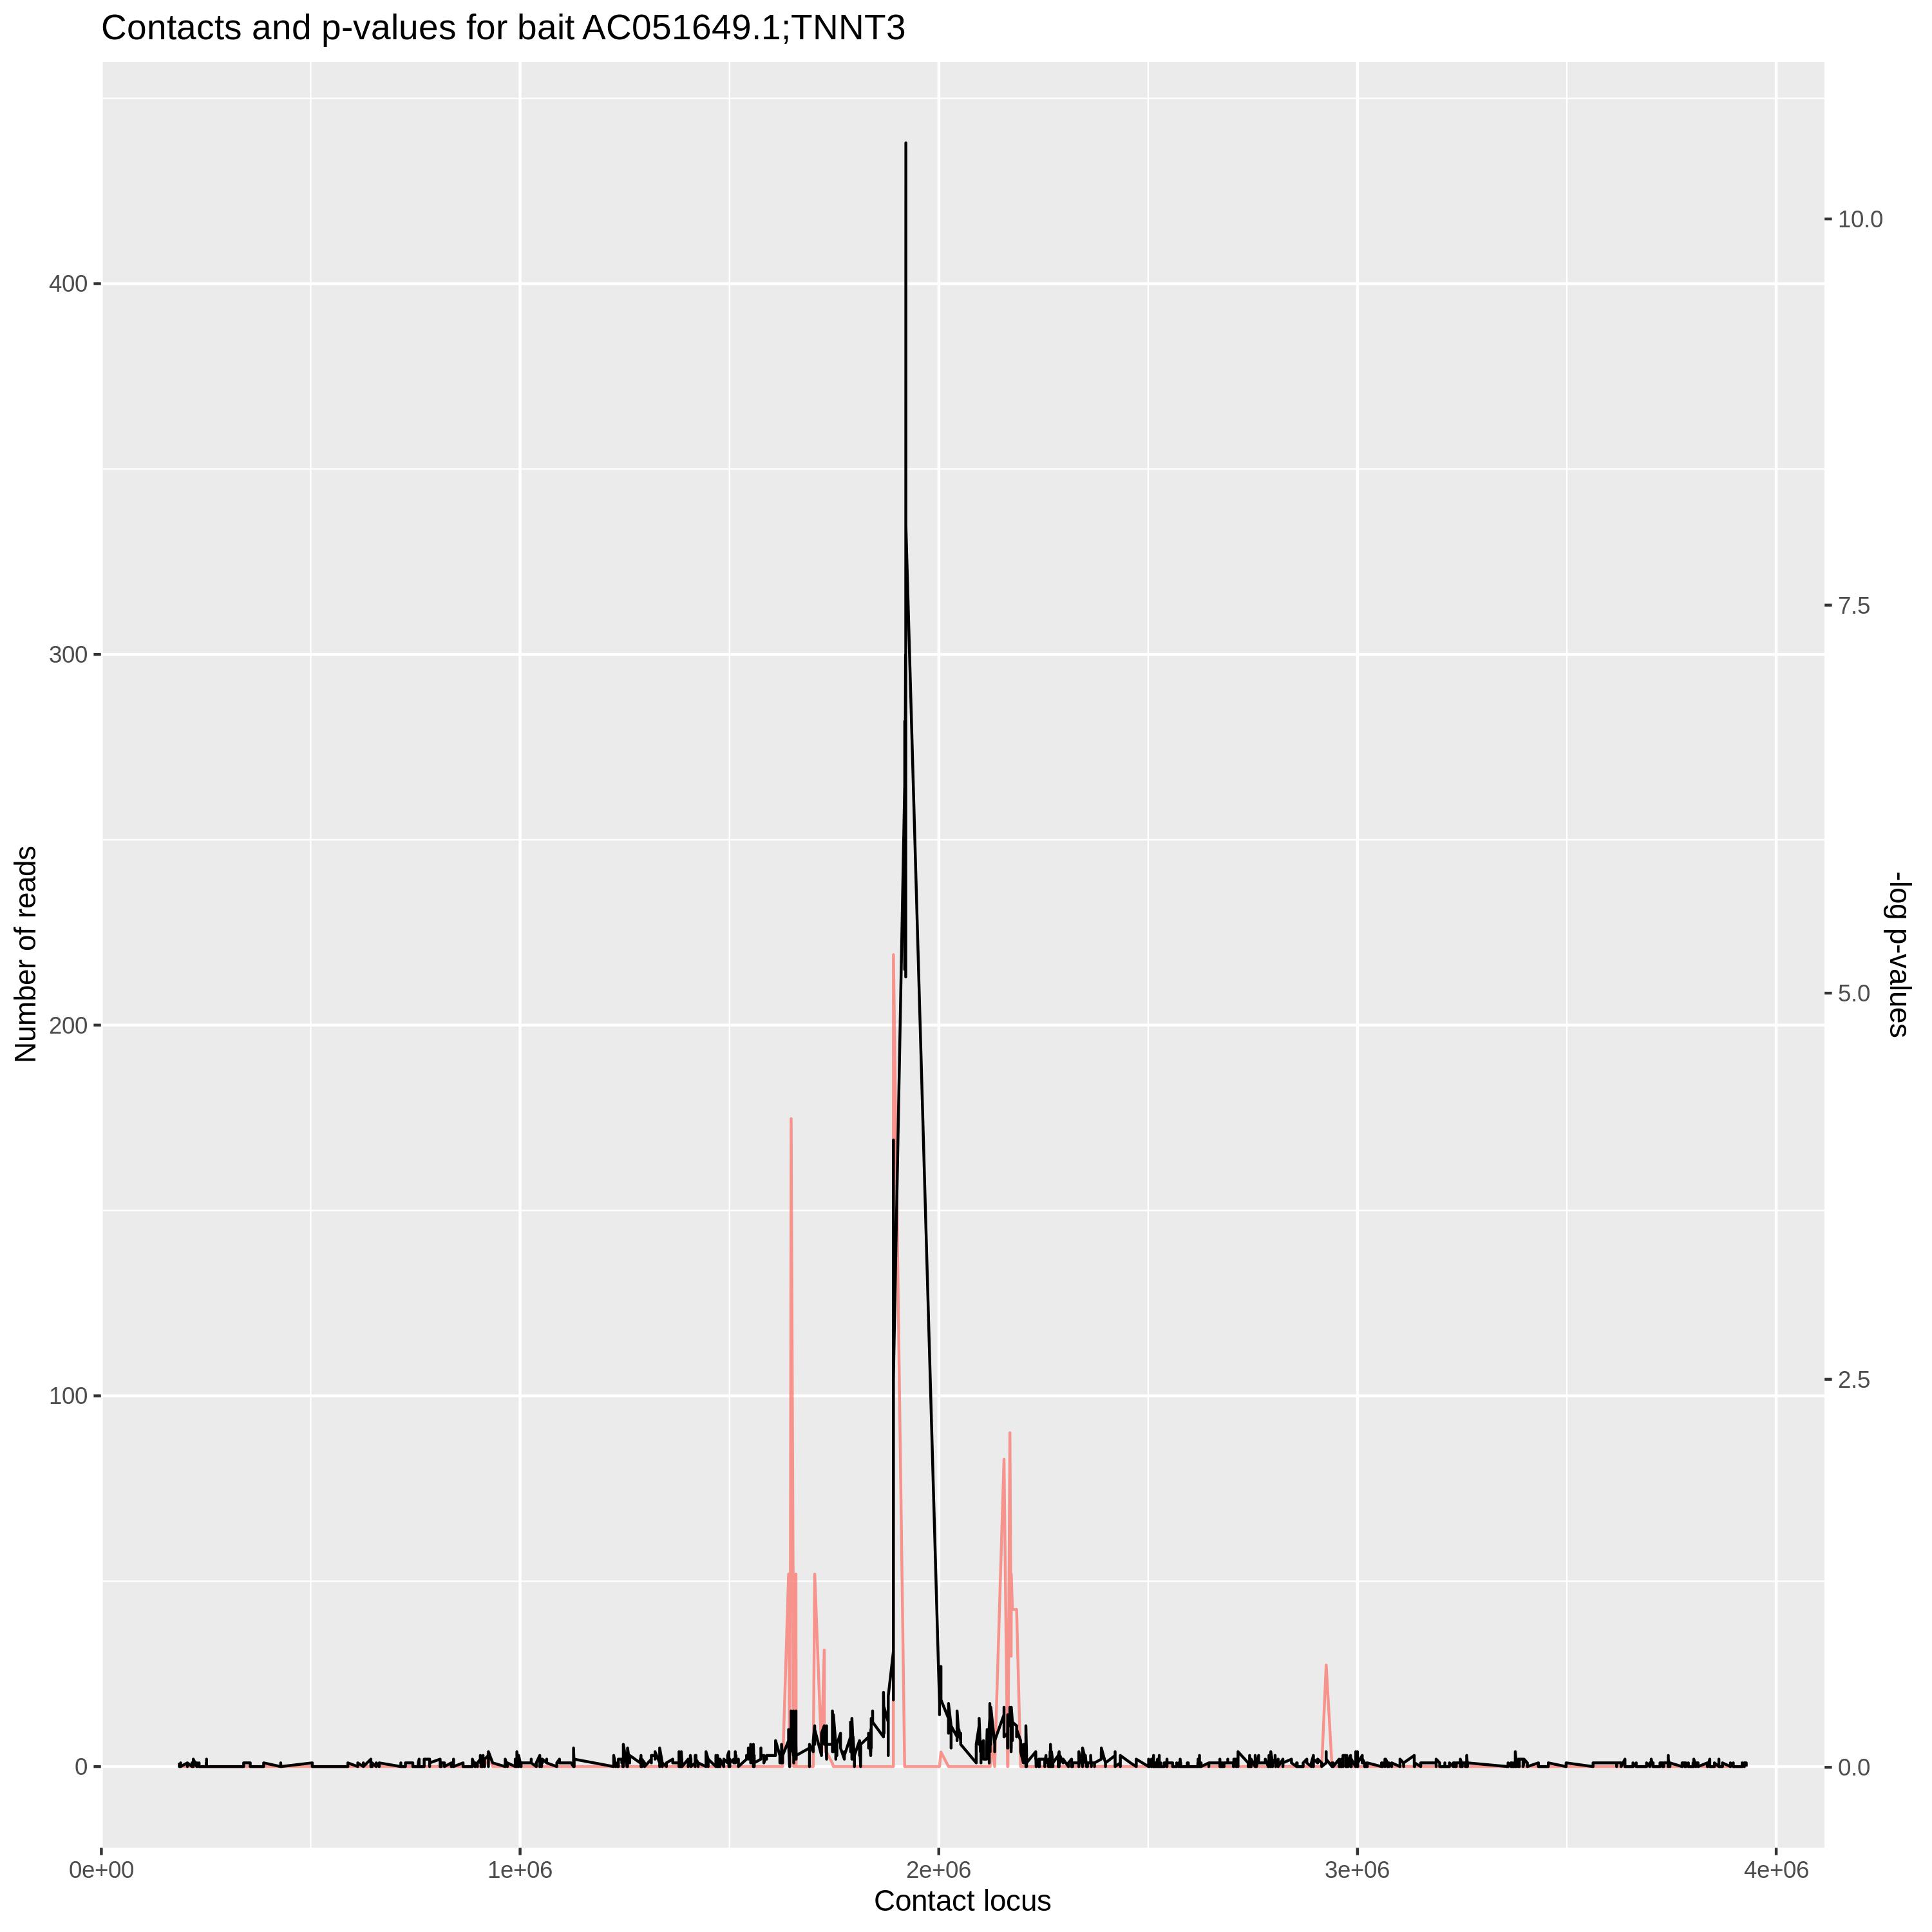 Contacts and p-values for bait AC051649.1;TNNT3
400
300
200
100
0
Number of reads
10.0
7.5
5.0
2.5
0.0
-log p-values
0e+00
1e+06
2e+06
3e+06
4e+06
Contact locus